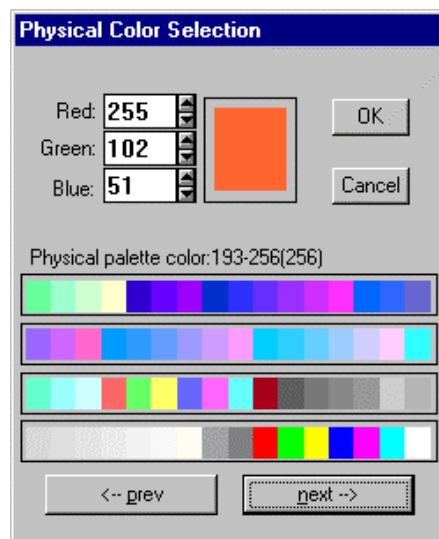 Physical Color Selection
Red: 255
OK
Green: 102
Blue: 51
Cancel
Physical palette color:193-256(256)
<-- prev
next -->